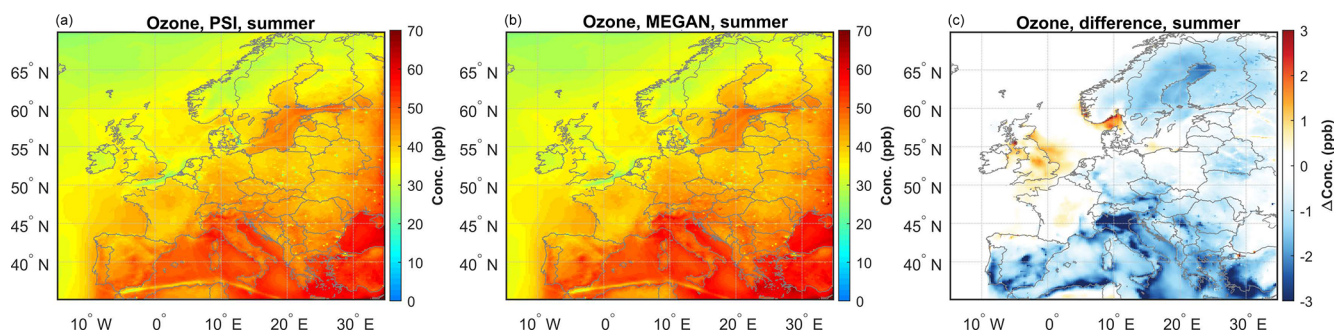 (a) Ozone, PSI, summer
65° N
60° N
55° N
50° N
45° N
40° N
10° W 0° 10° E 20° E 30° E
70
60
50
40
30
20
10
0
Conc. (ppb)
(b) Ozone, MEGAN, summer
65° N
60° N
55° N
50° N
45° N
40° N
10° W 0° 10° E 20° E 30° E
70
60
50
40
30
20
10
0
Conc. (ppb)
(c) Ozone, difference, summer
65° N
60° N
55° N
50° N
45° N
40° N
10° W 0° 10° E 20° E 30° E
3
2
1
0
-1
-2
-3
ΔConc. (ppb)